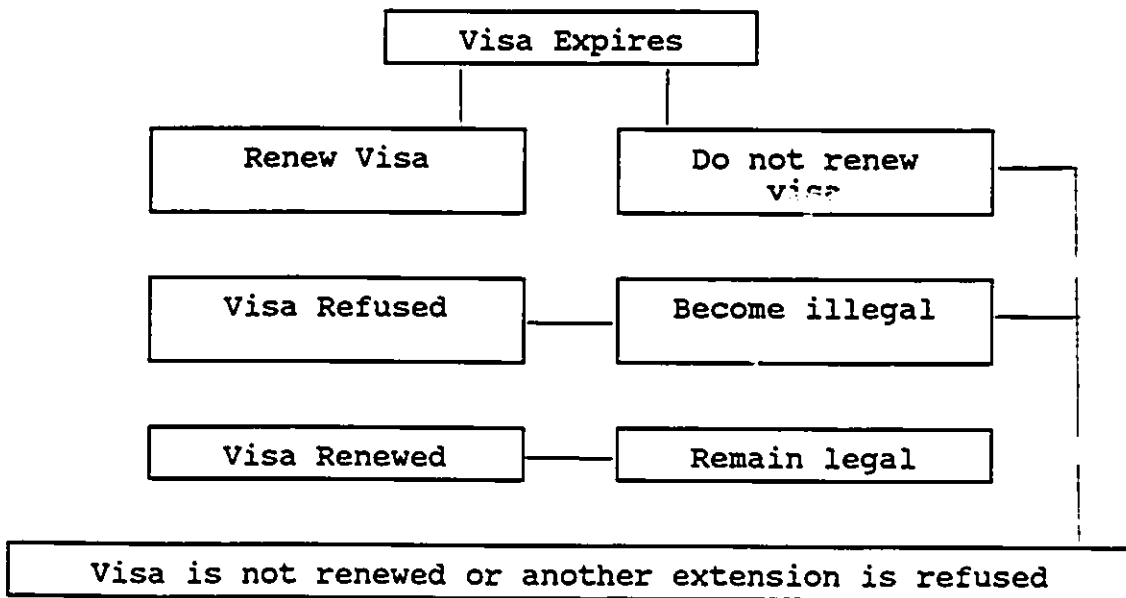 Visa Expires
Renew Visa
Do not renew
visa
Visa Refused
Become illegal
Visa Renewed
Remain legal
Visa is not renewed or another extension is refused